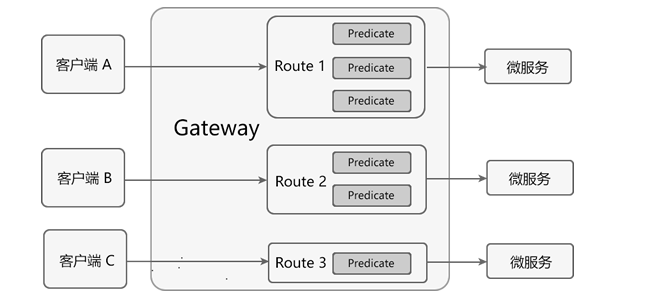 Predicate
客户端 A
Route 1
Predicate
微服务
Predicate
Gateway
Predicate
客户端 B
Route 2
微服务
Predicate
客户端 C
Route 3
Predicate
微服务